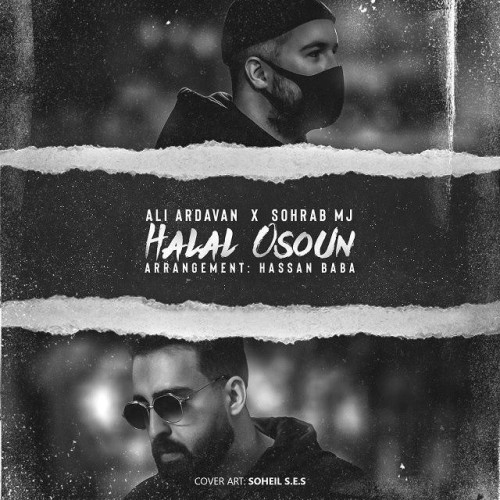 ALI ARDAVAN X SOHRAB MJ
HALAL OSOUN
ARRANGEMENT: HASSAN BABA
COVER ART: SOHEIL S.E.S